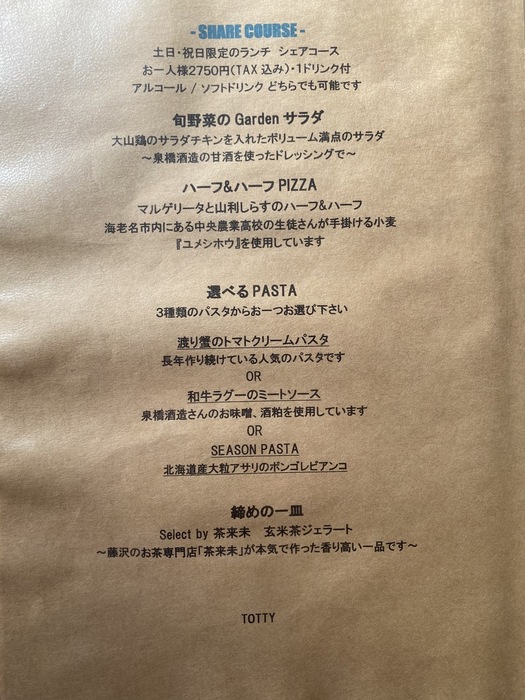 - SHARE COURSE -
土日・祝日限定のランチ シェアコース
お一人様2750円(TAX 込み)・1ドリンク付
アルコール / ソフトドリンク どちらでも可能です
旬野菜の Garden サラダ
大山鶏のサラダチキンを入れたボリューム満点のサラダ
～泉橋酒造の甘酒を使ったドレッシングで～
ハーフ&ハーフ PIZZA
マルゲリータと山利しらすのハーフ&ハーフ
海老名市内にある中央農業高校の生徒さんが手掛ける小麦
『ユメシホウ』を使用しています
選べる PASTA
3種類のパスタからお一つお選び下さい
渡り蟹のトマトクリームパスタ
長年作り続けている人気のパスタです
OR
和牛ラグーのミートソース
泉橋酒造さんのお味噌、酒粕を使用しています
OR
SEASON PASTA
北海道産大粒アサリのボンゴレビアンコ
締めの一皿
Select by 茶来未　玄米茶ジェラート
～藤沢のお茶専門店「茶来未」が本気で作った香り高い一品です～
TOTTY